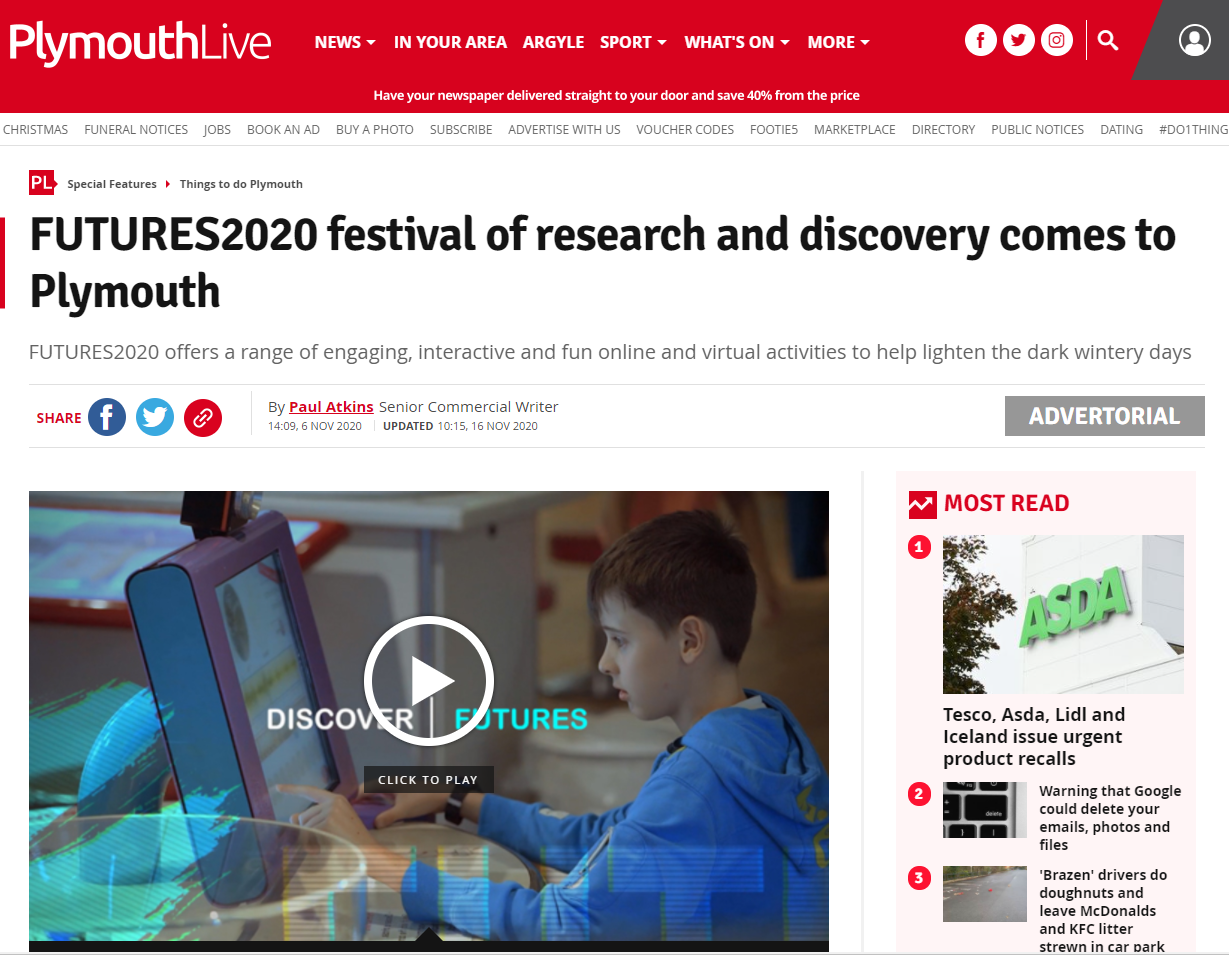 PlymouthLive
NEWS IN YOUR AREA ARGYLE SPORT WHAT'S ON MORE
Have your newspaper delivered straight to your door and save 40% from the price
CHRISTMAS FUNERAL NOTICES JOBS BOOK AN AD BUY A PHOTO SUBSCRIBE ADVERTISE WITH US VOUCHER CODES FOOTIE5 MARKETPLACE DIRECTORY PUBLIC NOTICES DATING #DO1THING
PL Special Features Things to do Plymouth
FUTURES2020 festival of research and discovery comes to
Plymouth
FUTURES2020 offers a range of engaging, interactive and fun online and virtual activities to help lighten the dark wintery days
SHARE
By Paul Atkins Senior Commercial Writer
14:09, 6 NOV 2020 UPDATED 10:15, 16 NOV 2020
ADVERTORIAL
DISCOVER FUTURES
CLICK TO PLAY
MOST READ
1
ASDA
Tesco, Asda, Lidl and
Iceland issue urgent
product recalls
2
delete
Warning that Google
could delete your
emails, photos and
files
3
'Brazen' drivers do
doughnuts and
leave McDonalds
and KFC litter
strewn in car park